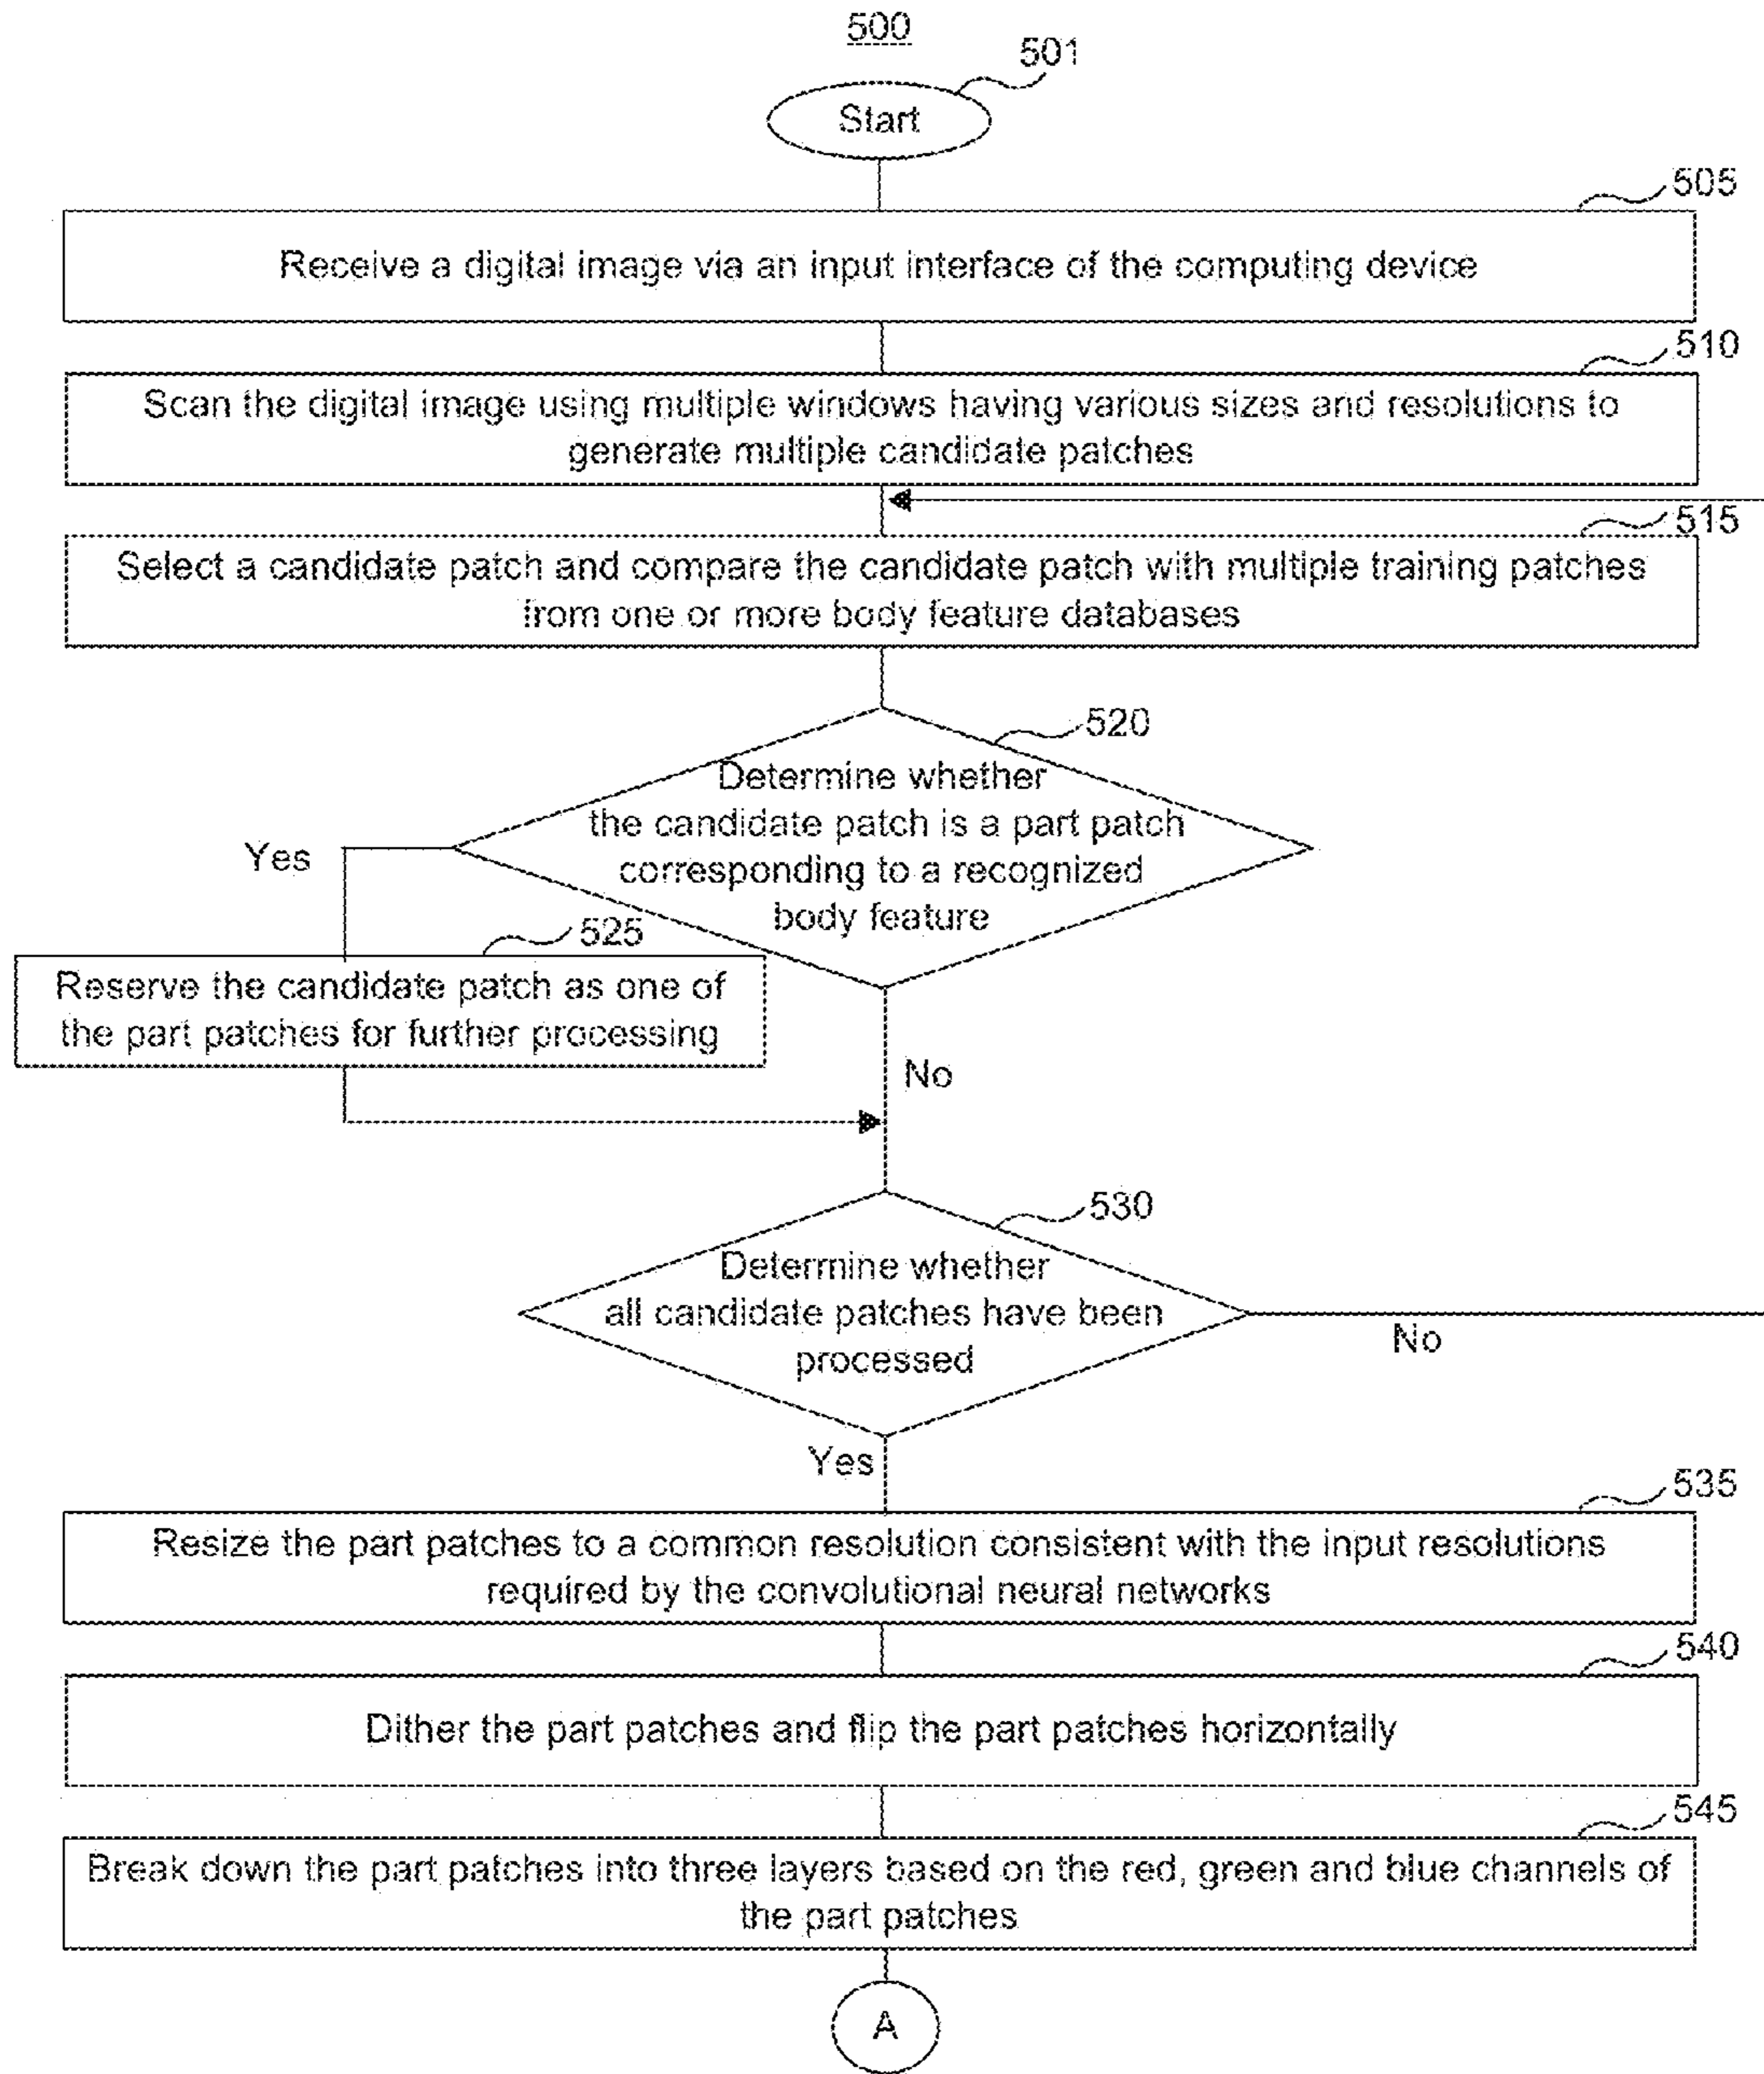 500
501
Start
505
Receive a digital image via an input interface of the computing device
510
Scan the digital image using multiple windows having various sizes and resolutions to
generate multiple candidate patches
515
Select a candidate patch and compare the candidate patch with multiple training patches
from one or more body feature databases
520
Determine whether
the candidate patch is a part patch
corresponding to a recognized
body feature
Yes
525
Reserve the candidate patch as one of
the part patches for further processing
No
530
Determine whether
all candidate patches have been
processed
No
Yes
535
Resize the part patches to a common resolution consistent with the input resolutions
required by the convolutional neural networks
540
Dither the part patches and flip the part patches horizontally
545
Break down the part patches into three layers based on the red, green and blue channels of
the part patches
A